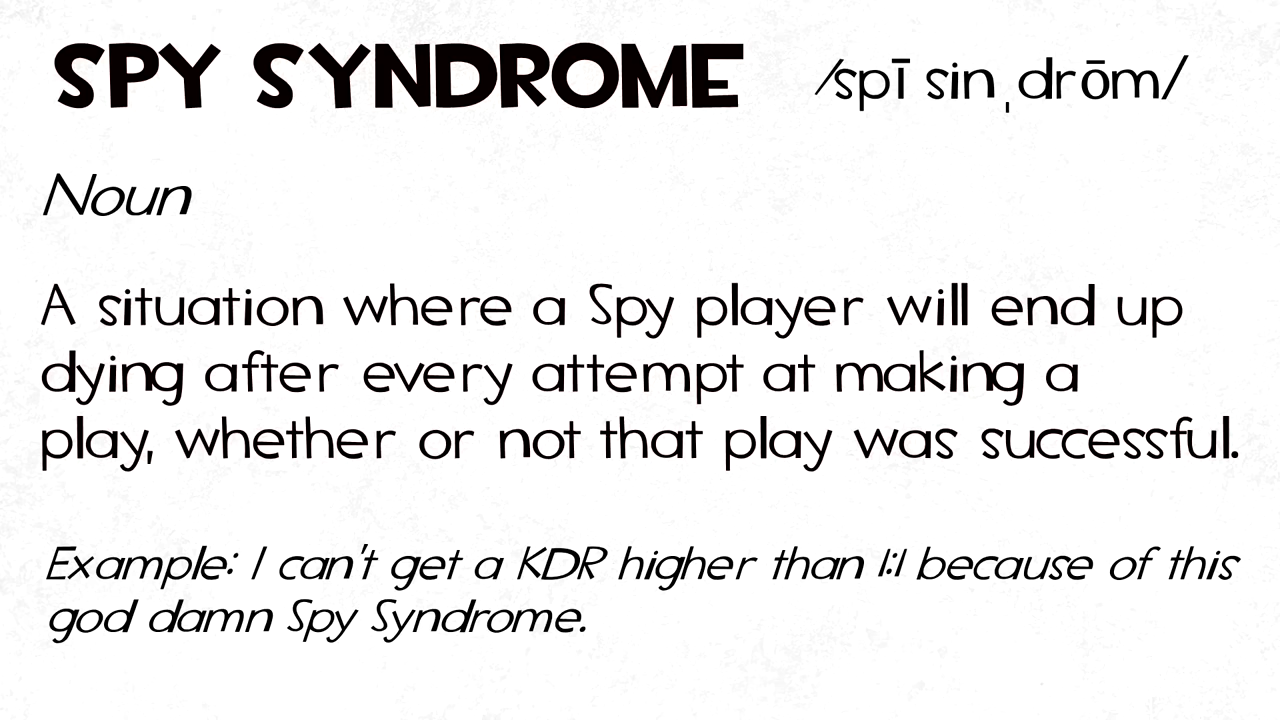 SPY SYNDROME /spī sin ˌdrōm/
Noun
A situation where a Spy player will end up
dying after every attempt at making a
play, whether or not that play was successful.
Example: I can't get a KDR higher than 1:1 because of this
god damn Spy Syndrome.